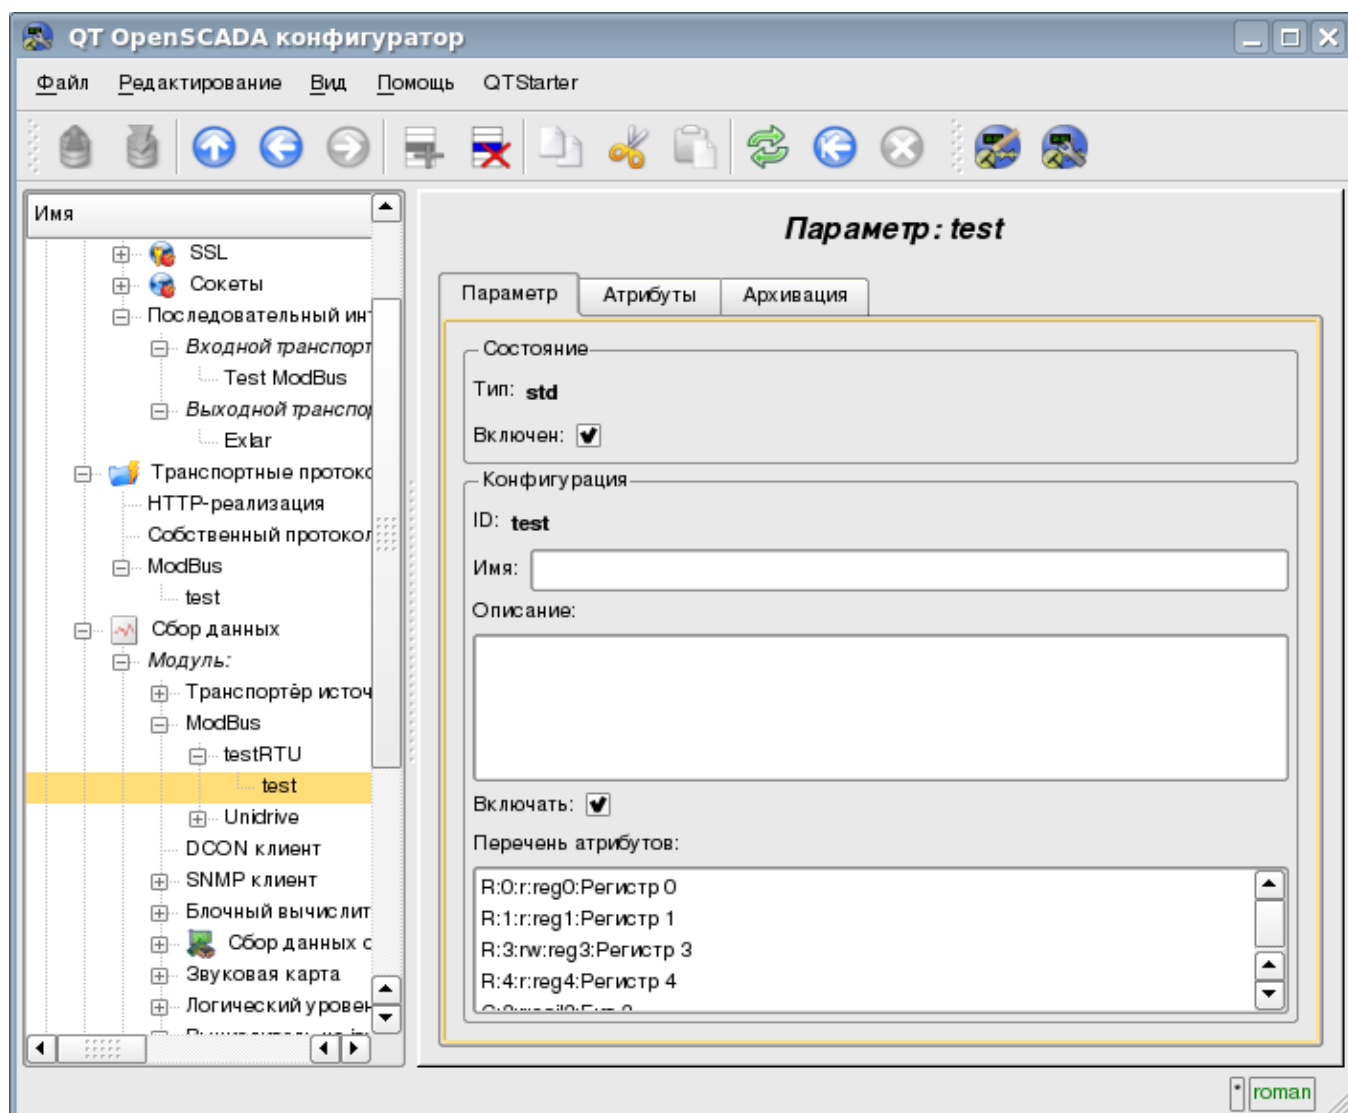 QT OpenSCADA конфигуратор
Файл Редактирование Вид Помощь QTStarter
Имя
SSL
Сокеты
Последовательный инт
Входной транспорт
Test ModBus
Выходной транспор
Exlar
Транспортные протоко
HTTP-реализация
Собственный протокол
ModBus
test
Сбор данных
Модуль:
Транспортёр источ
ModBus
testRTU
test
Unidrive
DCON клиент
SNMP клиент
Блочный вычислит
Сбор данных с
Звуковая карта
Логический уровен
Параметр: test
Параметр Атрибуты Архивация
Состояние
Тип: std
Включен:
Конфигурация
ID: test
Имя:
Описание:
Включать:
Перечень атрибутов:
R:0:r:reg0:Регистр 0
R:1:r:reg1:Регистр 1
R:3:rw:reg3:Регистр 3
R:4:r:reg4:Регистр 4
* roman